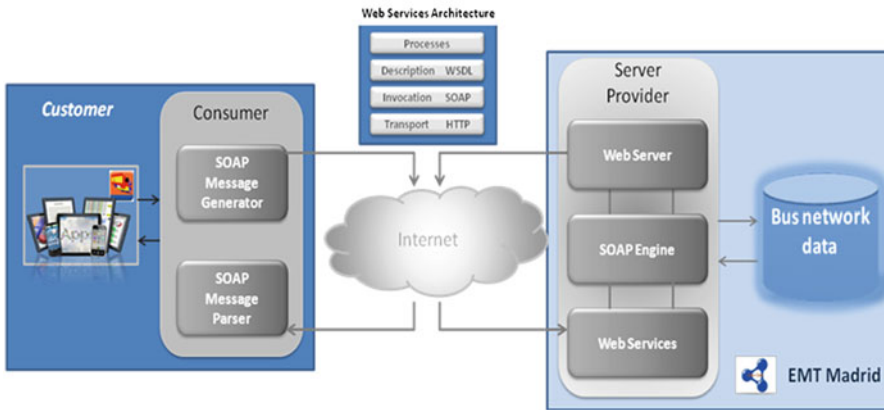 Web Services Architecture
Processes
Description WSDL
Invocation SOAP
Transport HTTP
Customer
Consumer
SOAP
Message
Generator
App
SOAP
Message
Parser
Internet
Server
Provider
Web Server
SOAP Engine
Web Services
Bus network
data
EMT Madrid